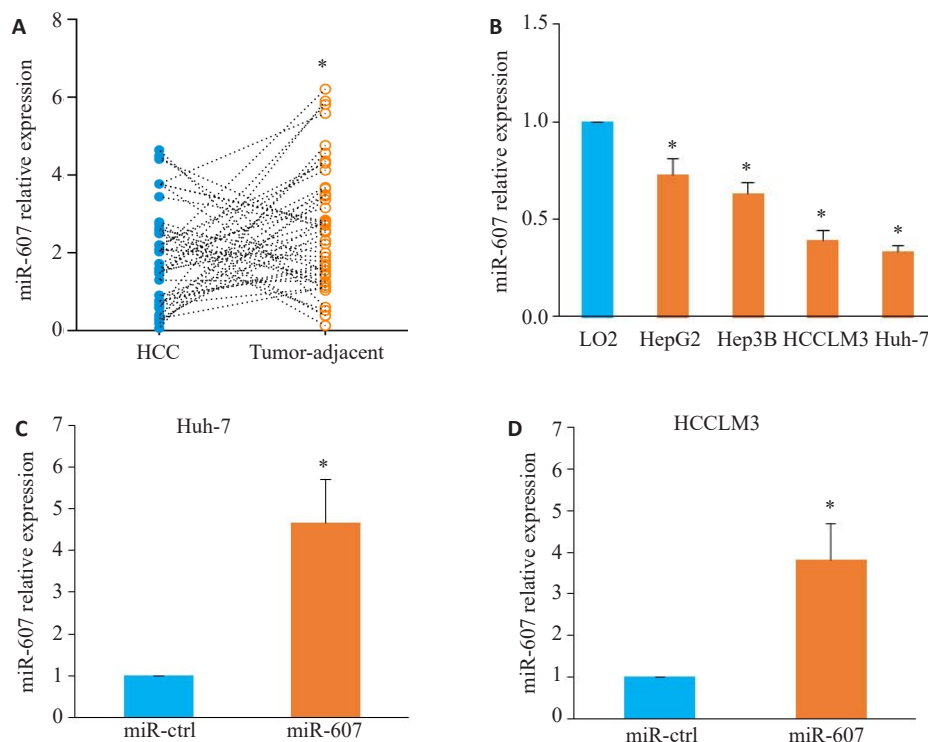 A
miR-607 relative expression
8
6
4
2
0
*
HCC
Tumor-adjacent
B
miR-607 relative expression
1.5
1.0
0.5
0.0
*
*
*
*
LO2
HepG2
Hep3B
HCCLM3
Huh-7
C
Huh-7
miR-607 relative expression
7
6
5
4
3
2
1
0
*
miR-ctrl
miR-607
D
HCCLM3
miR-607 relative expression
7
6
5
4
3
2
1
0
*
miR-ctrl
miR-607